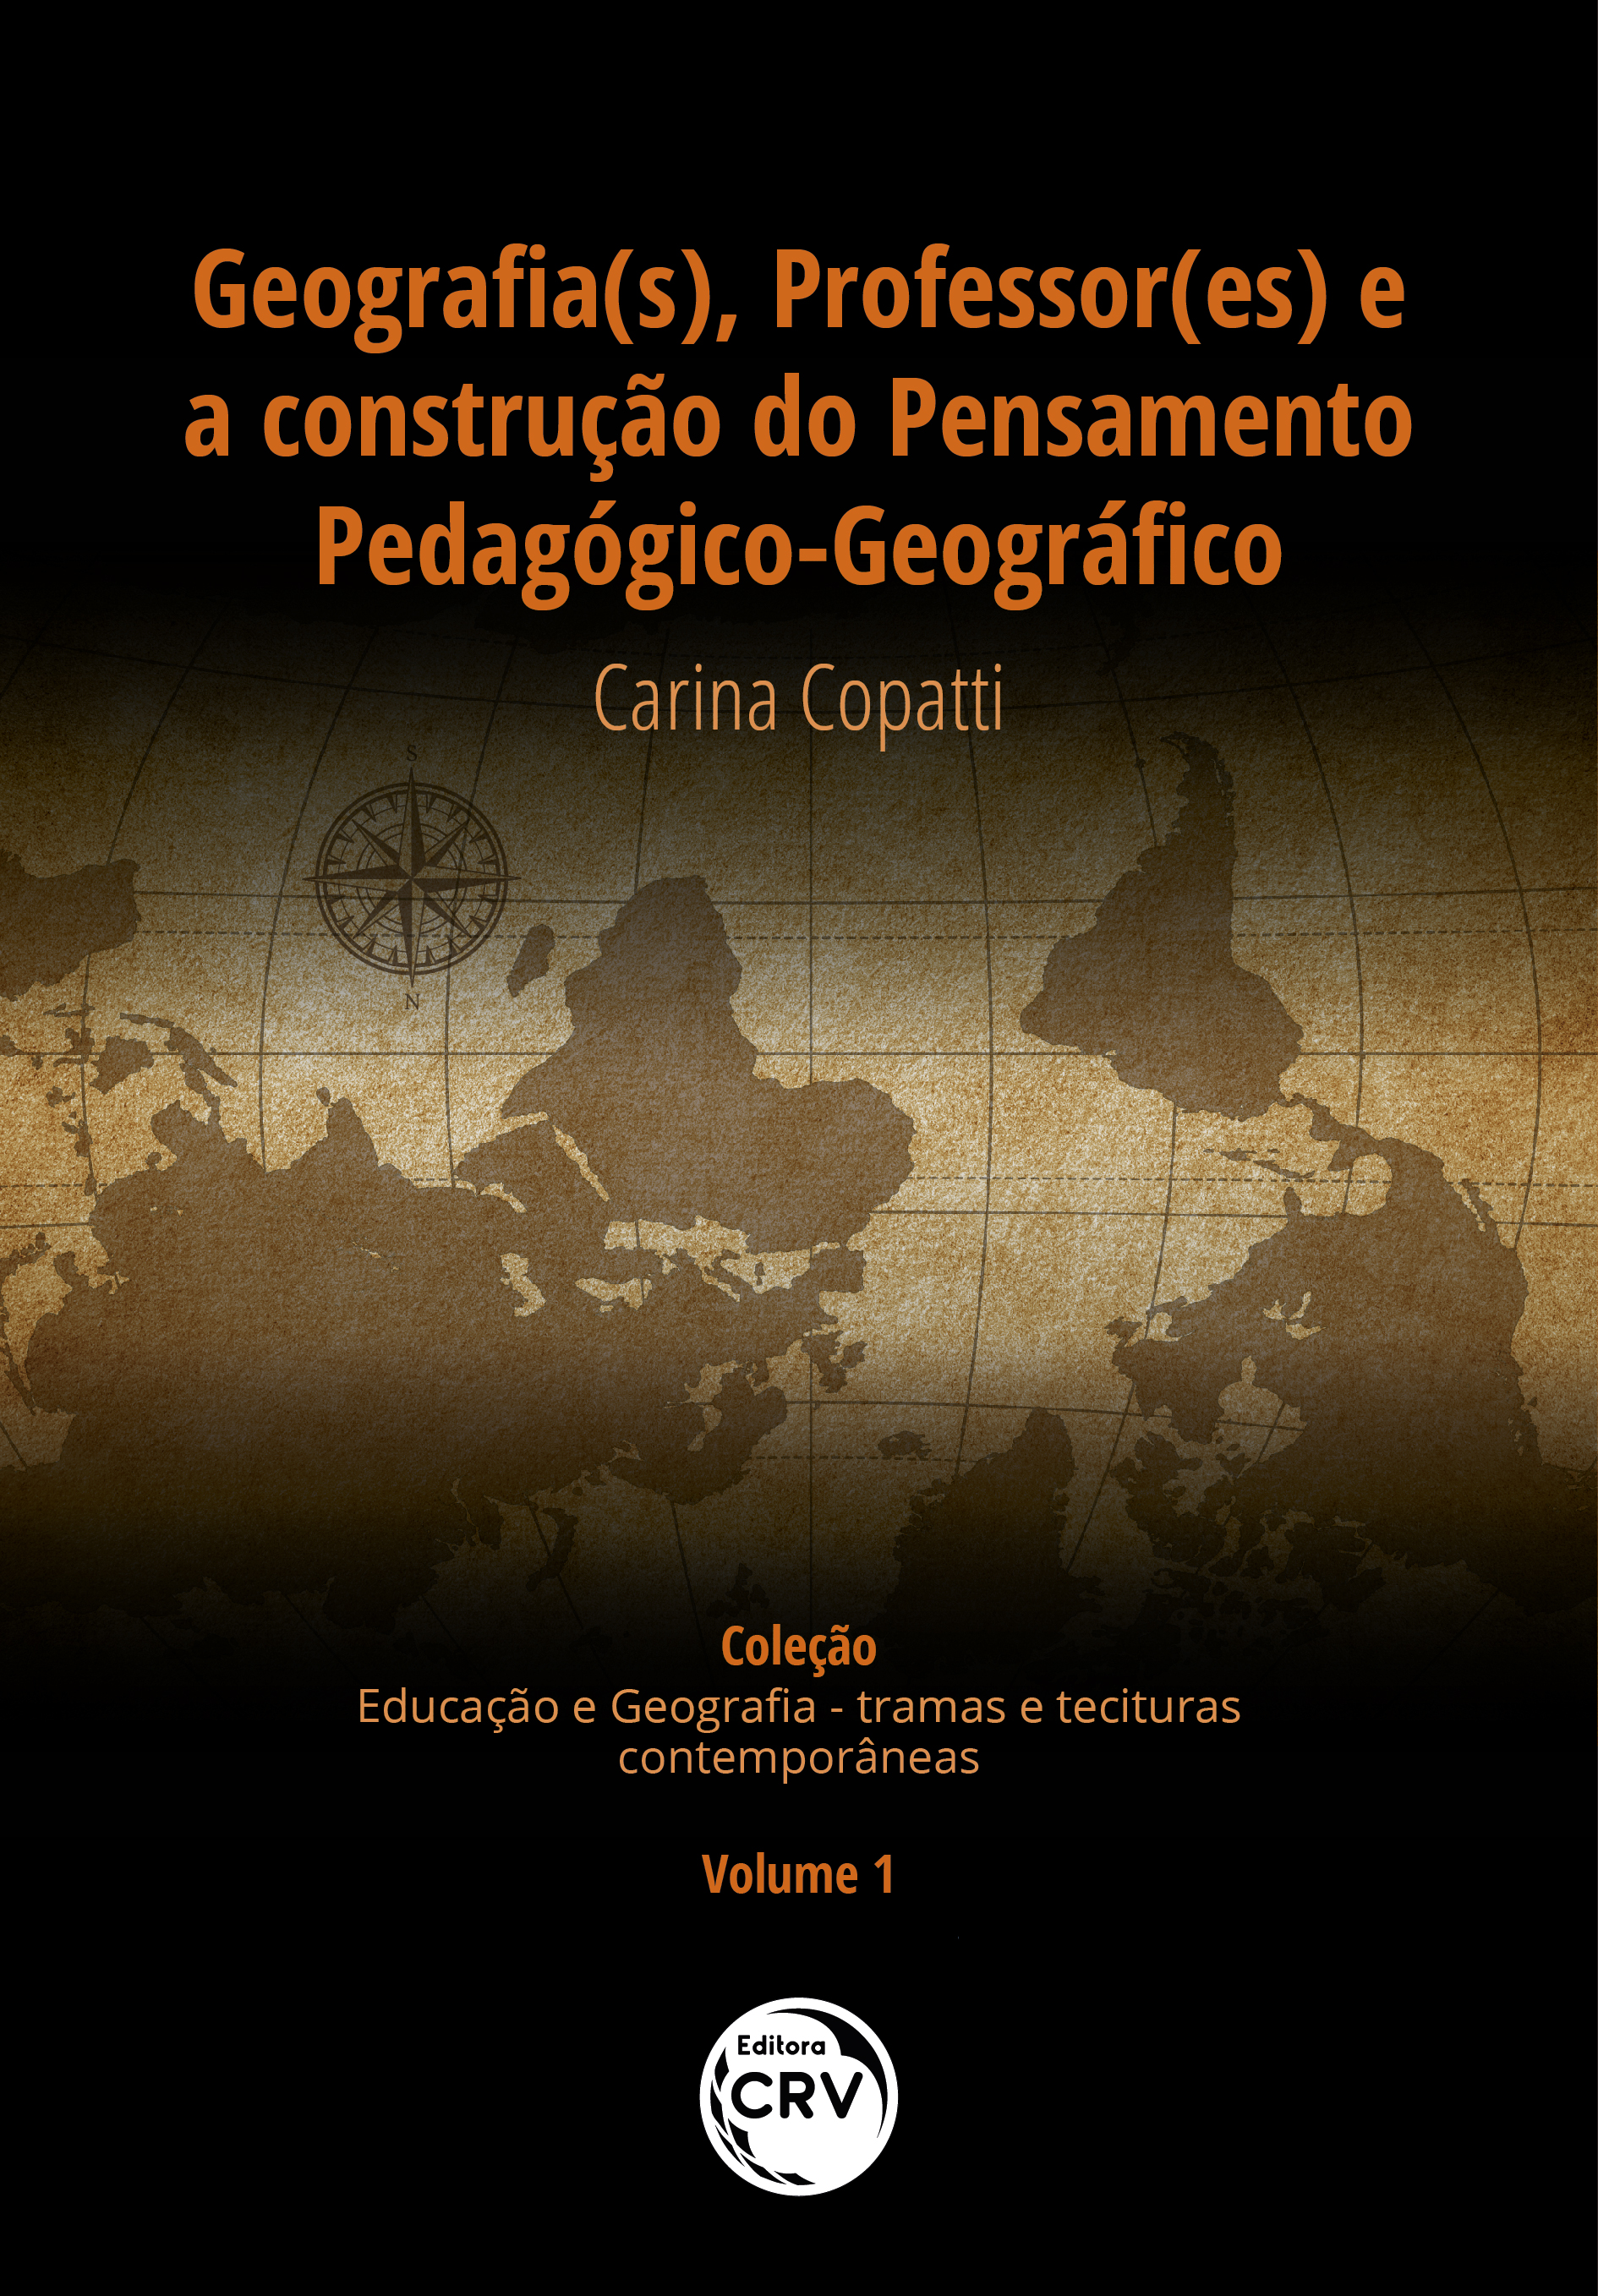 Geografia(s), Professor(es) e
a construção do Pensamento
Pedagógico-Geográfico
Carina Copatti
S
N
Coleção
Educação e Geografia - tramas e tecituras
contemporâneas
Volume 1
Editora
CRV